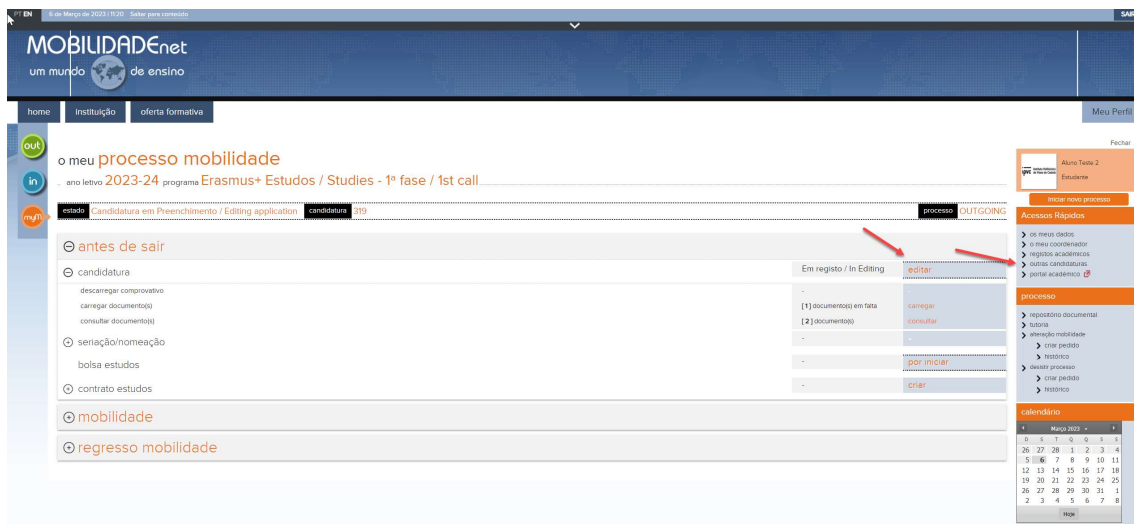 PT EN 6 de Março de 2023 | 11:20 Saltar para conteúdo SAIR
MOBILIDADEnet
um mundo de ensino
home instituição oferta formativa Meu Perfil
Fechar
out
in
myM
o meu processo mobilidade
. ano letivo 2023-24 programa Erasmus+ Estudos / Studies - 1ª fase / 1st call
estado Candidatura em Preenchimento / Editing application candidatura 319 processo OUTGOING
antes de sair
candidatura Em registo / In Editing editar
descarregar comprovativo - -
carregar documento(s) [1] documento(s) em falta carregar
consultar documento(s) [2] documento(s) consultar
seriação/nomeação - -
bolsa estudos - por iniciar
contrato estudos - criar
mobilidade
regresso mobilidade
ipvc
Aluno Teste 2
Estudante
Iniciar novo processo
Acessos Rápidos
os meus dados
o meu coordenador
registos académicos
outras candidaturas
portal académico
processo
repositório documental
tutoria
alteração mobilidade
criar pedido
histórico
desistir processo
criar pedido
histórico
calendário
Março 2023
D S T Q Q S S
26 27 28 1 2 3 4
5 6 7 8 9 10 11
12 13 14 15 16 17 18
19 20 21 22 23 24 25
26 27 28 29 30 31 1
2 3 4 5 6 7 8
Hoje